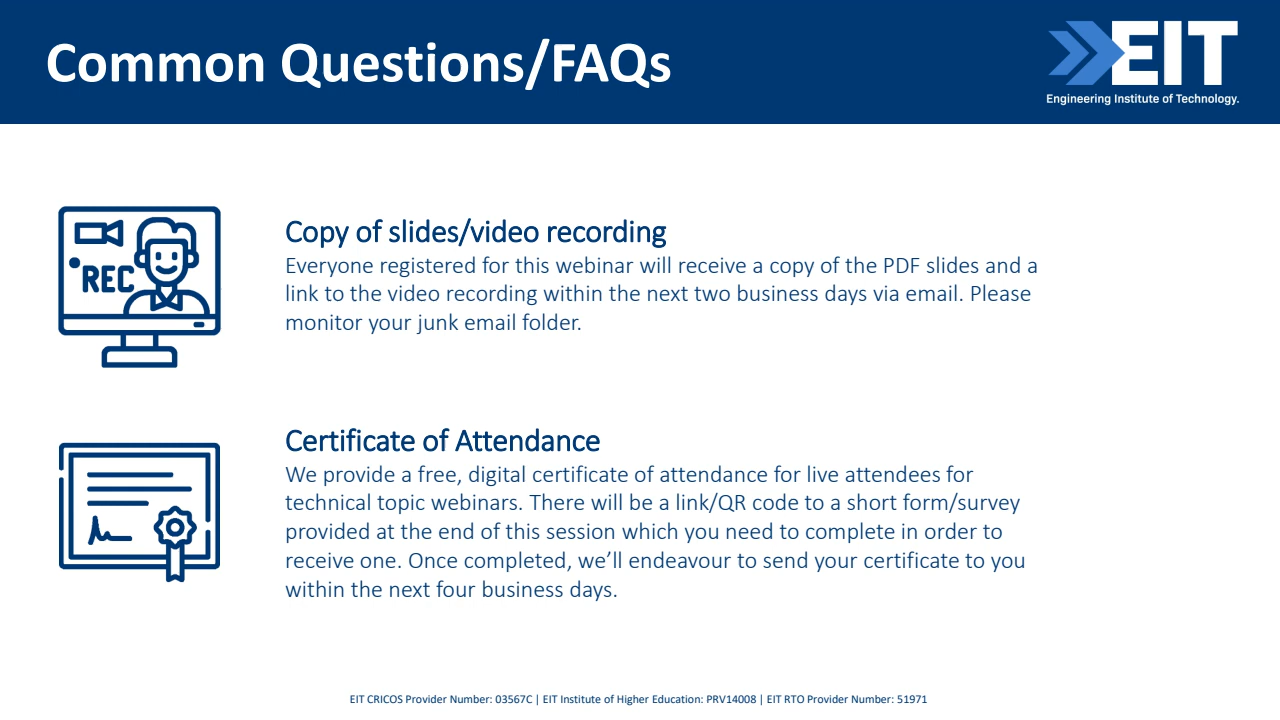 Common Questions/FAQs
EIT
Engineering Institute of Technology.
REC
Copy of slides/video recording
Everyone registered for this webinar will receive a copy of the PDF slides and a
link to the video recording within the next two business days via email. Please
monitor your junk email folder.
Certificate of Attendance
We provide a free, digital certificate of attendance for live attendees for
technical topic webinars. There will be a link/QR code to a short form/survey
provided at the end of this session which you need to complete in order to
receive one. Once completed, we’ll endeavour to send your certificate to you
within the next four business days.
EIT CRICOS Provider Number: 03567C | EIT Institute of Higher Education: PRV14008 | EIT RTO Provider Number: 51971